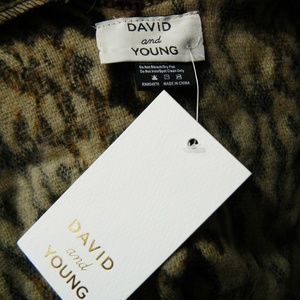 DAVID
and
YOUNG
Do Not Bleach/Dry Flat
Do Not Iron/Spot Clean Only
MADE IN CHINA
DAVID
and
YOUNG